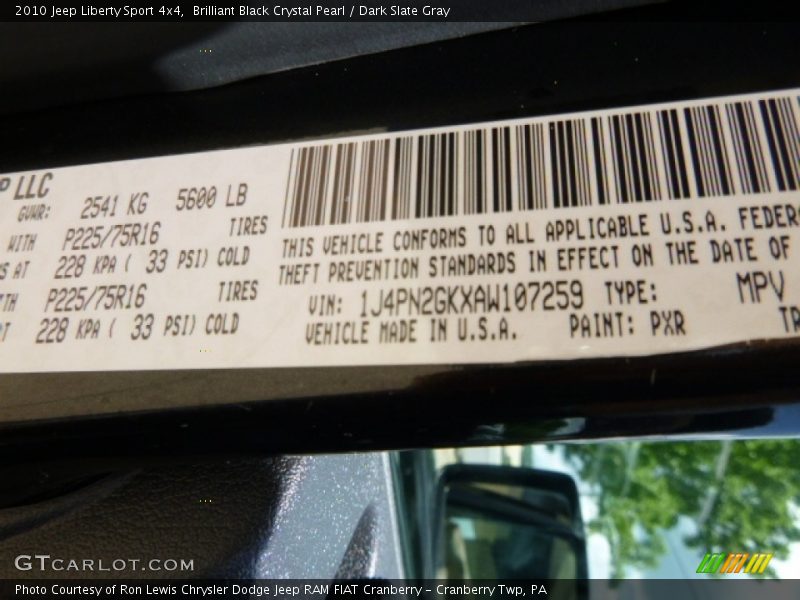 2010 Jeep Liberty Sport 4x4, Brilliant Black Crystal Pearl / Dark Slate Gray
LLC
GVWR: 2541 KG 5600 LB
WITH P225/75R16 TIRES
AT 228 KPA ( 33 PSI) COLD
P225/75R16 TIRES
228 KPA ( 33 PSI) COLD
THIS VEHICLE CONFORMS TO ALL APPLICABLE U.S.A. FEDERA
THEFT PREVENTION STANDARDS IN EFFECT ON THE DATE OF
VIN: 1J4PN2GKXAW107259 TYPE: MPV
VEHICLE MADE IN U.S.A. PAINT: PXR TR
GTCARLOT.COM
Photo Courtesy of Ron Lewis Chrysler Dodge Jeep RAM FIAT Cranberry – Cranberry Twp, PA